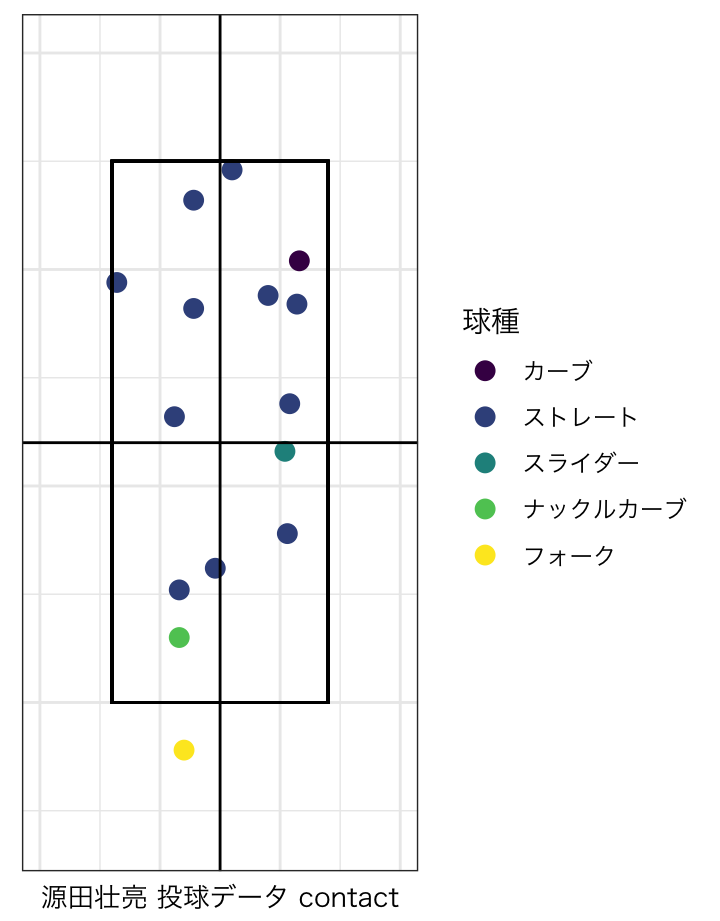 球種
カーブ
ストレート
スライダー
ナックルカーブ
フォーク
源田壮亮 投球データ contact